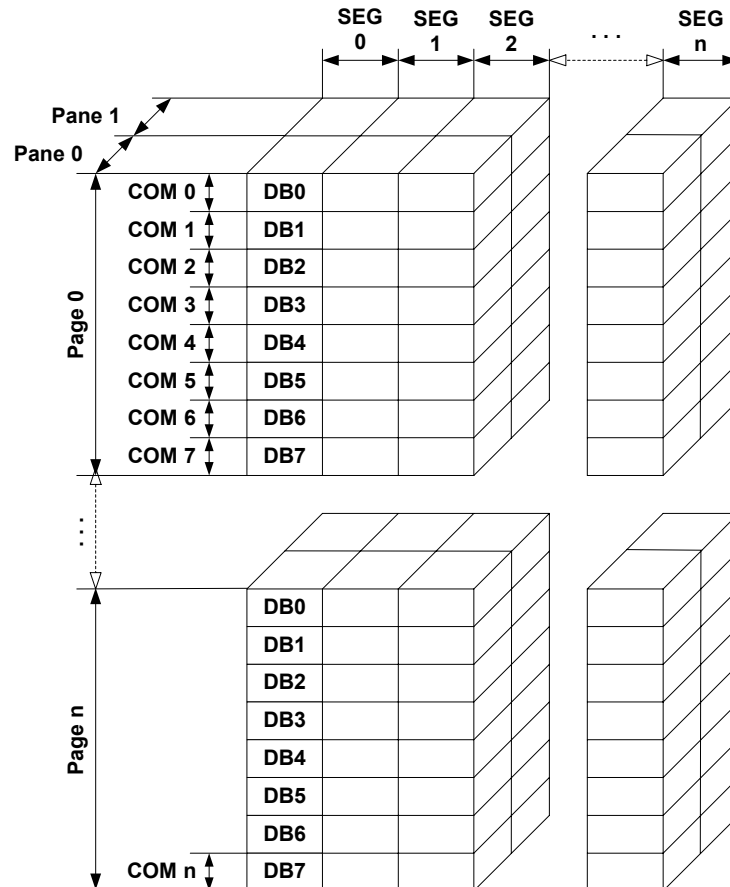 SEG 0
SEG 1
SEG 2
. . .
SEG n
Pane 1
Pane 0
Page 0
COM 0 DB0
COM 1 DB1
COM 2 DB2
COM 3 DB3
COM 4 DB4
COM 5 DB5
COM 6 DB6
COM 7 DB7
. . .
Page n
DB0
DB1
DB2
DB3
DB4
DB5
DB6
COM n DB7